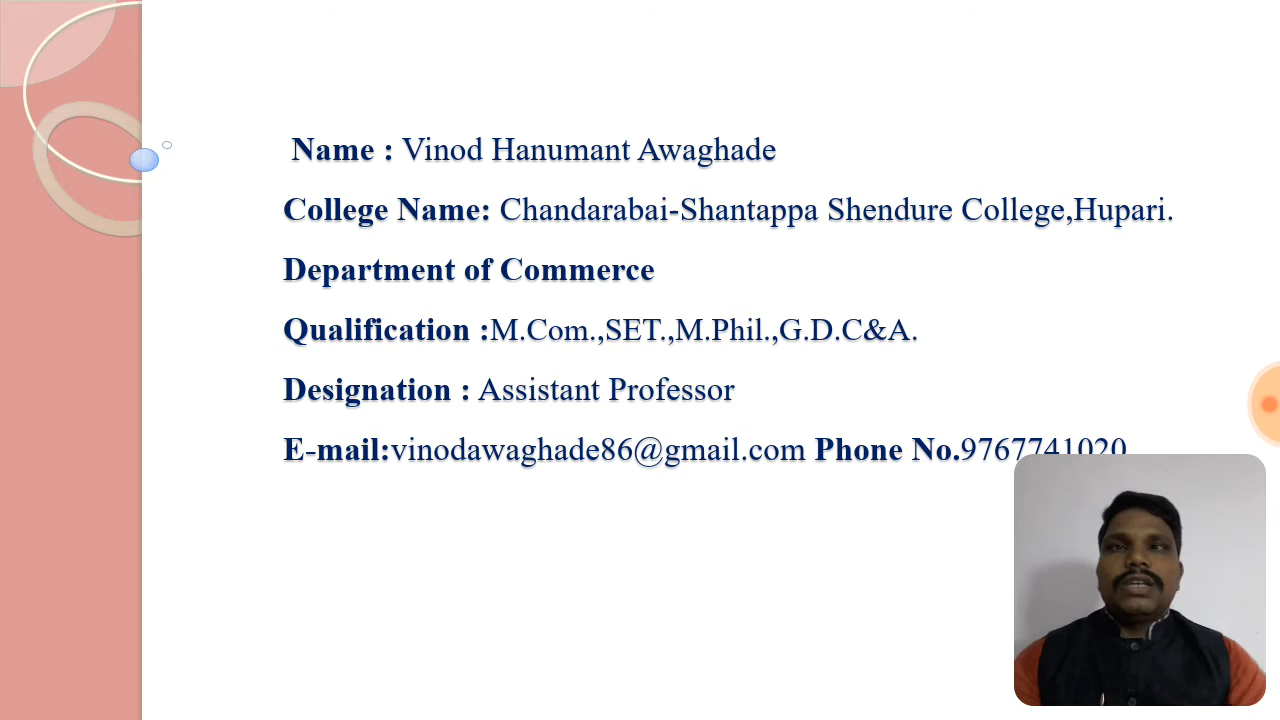 Name : Vinod Hanumant Awaghade
College Name: Chandarabai-Shantappa Shendure College,Hupari.
Department of Commerce
Qualification :M.Com.,SET.,M.Phil.,G.D.C&A.
Designation : Assistant Professor
E-mail:vinodawaghade86@gmail.com Phone No.9767741020